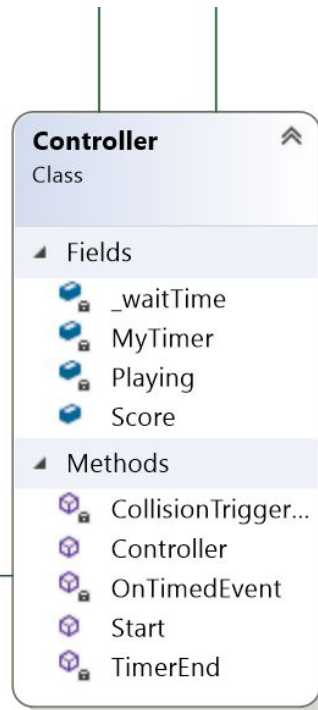 Controller
Class
Fields
_waitTime
MyTimer
Playing
Score
Methods
CollisionTrigger...
Controller
OnTimedEvent
Start
TimerEnd